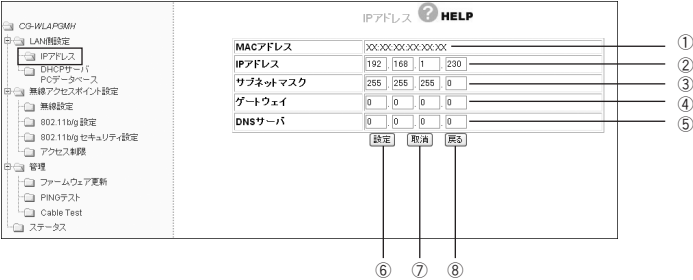 IPアドレス ? HELP
CG-WLAPGMH
LAN側設定
IPアドレス
DHCPサーバ
PCデータベース
無線アクセスポイント設定
無線設定
802.11b/g 設定
802.11b/g セキュリティ設定
アクセス制限
管理
ファームウェア更新
PINGテスト
Cable Test
ステータス
MACアドレス XX:XX:XX:XX:XX:XX ①
IPアドレス 192 . 168 . 1 . 230 ②
サブネットマスク 255 . 255 . 255 . 0 ③
ゲートウェイ 0 . 0 . 0 . 0 ④
DNSサーバ 0 . 0 . 0 . 0 ⑤
設定 取消 戻る
⑥ ⑦ ⑧